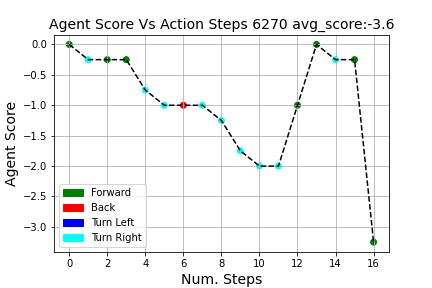 Agent Score Vs Action Steps 6270 avg_score:-3.6
0.0
−0.5
−1.0
−1.5
−2.0
−2.5
−3.0
Agent Score
Forward
Back
Turn Left
Turn Right
0 2 4 6 8 10 12 14 16
Num. Steps